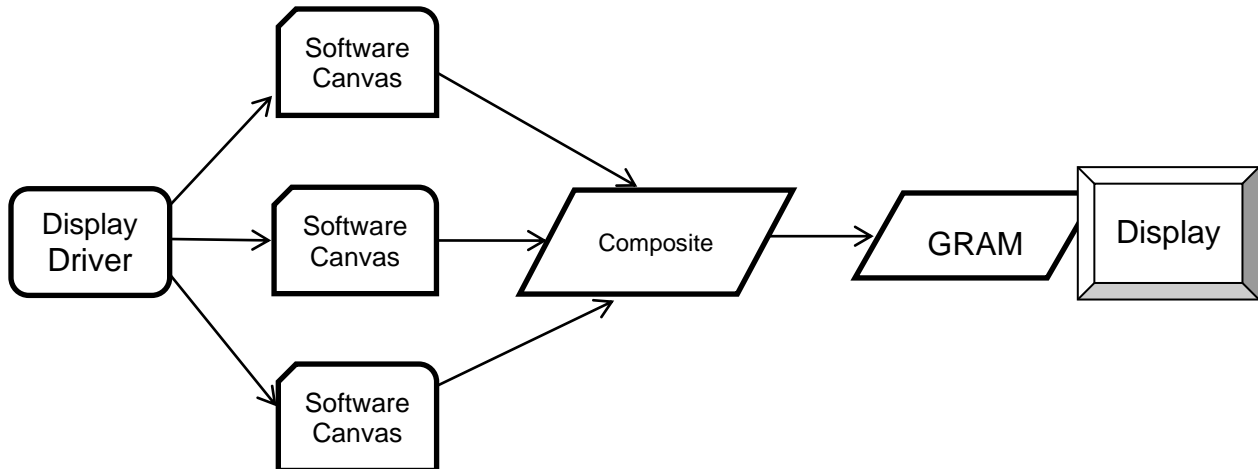 Software
Canvas
Display
Driver
Software
Canvas
Composite
GRAM
Display
Software
Canvas